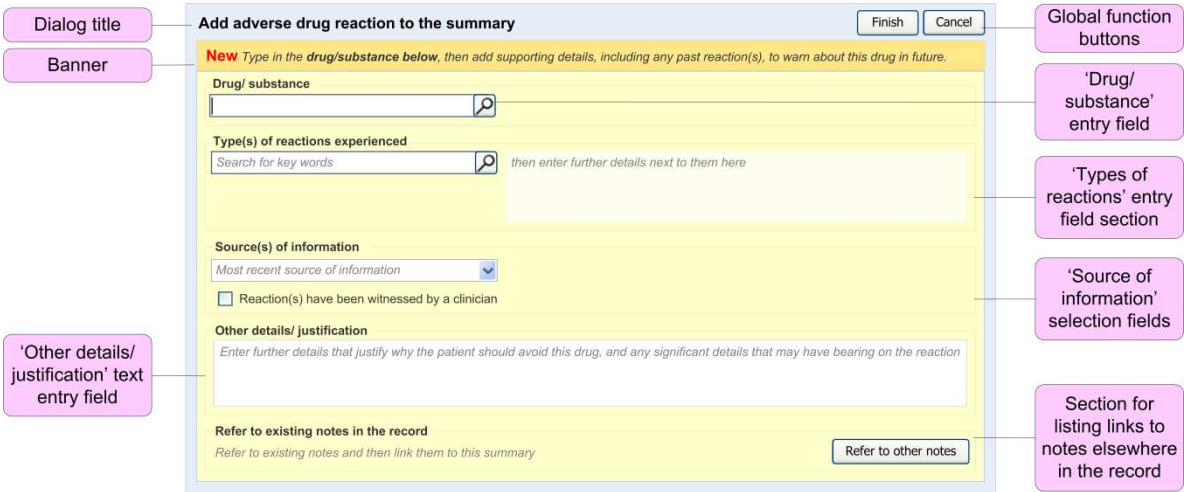 Dialog title
Banner
'Other details/
justification' text
entry field
Add adverse drug reaction to the summary
Finish
Cancel
New Type in the drug/substance below, then add supporting details, including any past reaction(s), to warn about this drug in future.
Drug/ substance
Type(s) of reactions experienced
Search for key words
then enter further details next to them here
Source(s) of information
Most recent source of information
Reaction(s) have been witnessed by a clinician
Other details/ justification
Enter further details that justify why the patient should avoid this drug, and any significant details that may have bearing on the reaction
Refer to existing notes in the record
Refer to existing notes and then link them to this summary
Refer to other notes
Global function
buttons
'Drug/
substance'
entry field
'Types of
reactions' entry
field section
'Source of
information'
selection fields
Section for
listing links to
notes elsewhere
in the record